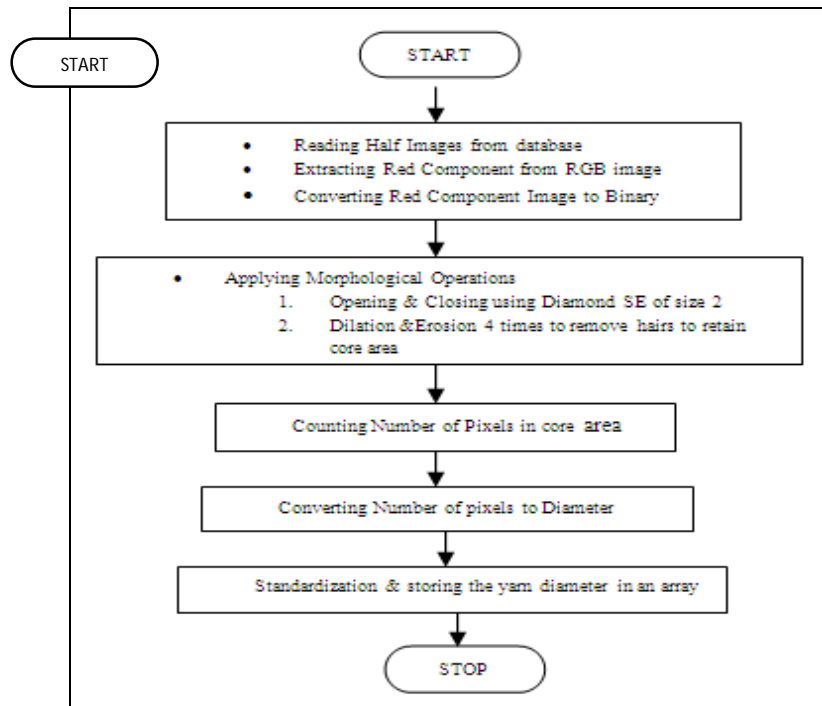 START
START
• Reading Half Images from database
• Extracting Red Component from RGB image
• Converting Red Component Image to Binary
• Applying Morphological Operations
1. Opening & Closing using Diamond SE of size 2
2. Dilation &Erosion 4 times to remove hairs to retain
core area
Counting Number of Pixels in core area
Converting Number of pixels to Diameter
Standardization & storing the yarn diameter in an array
STOP